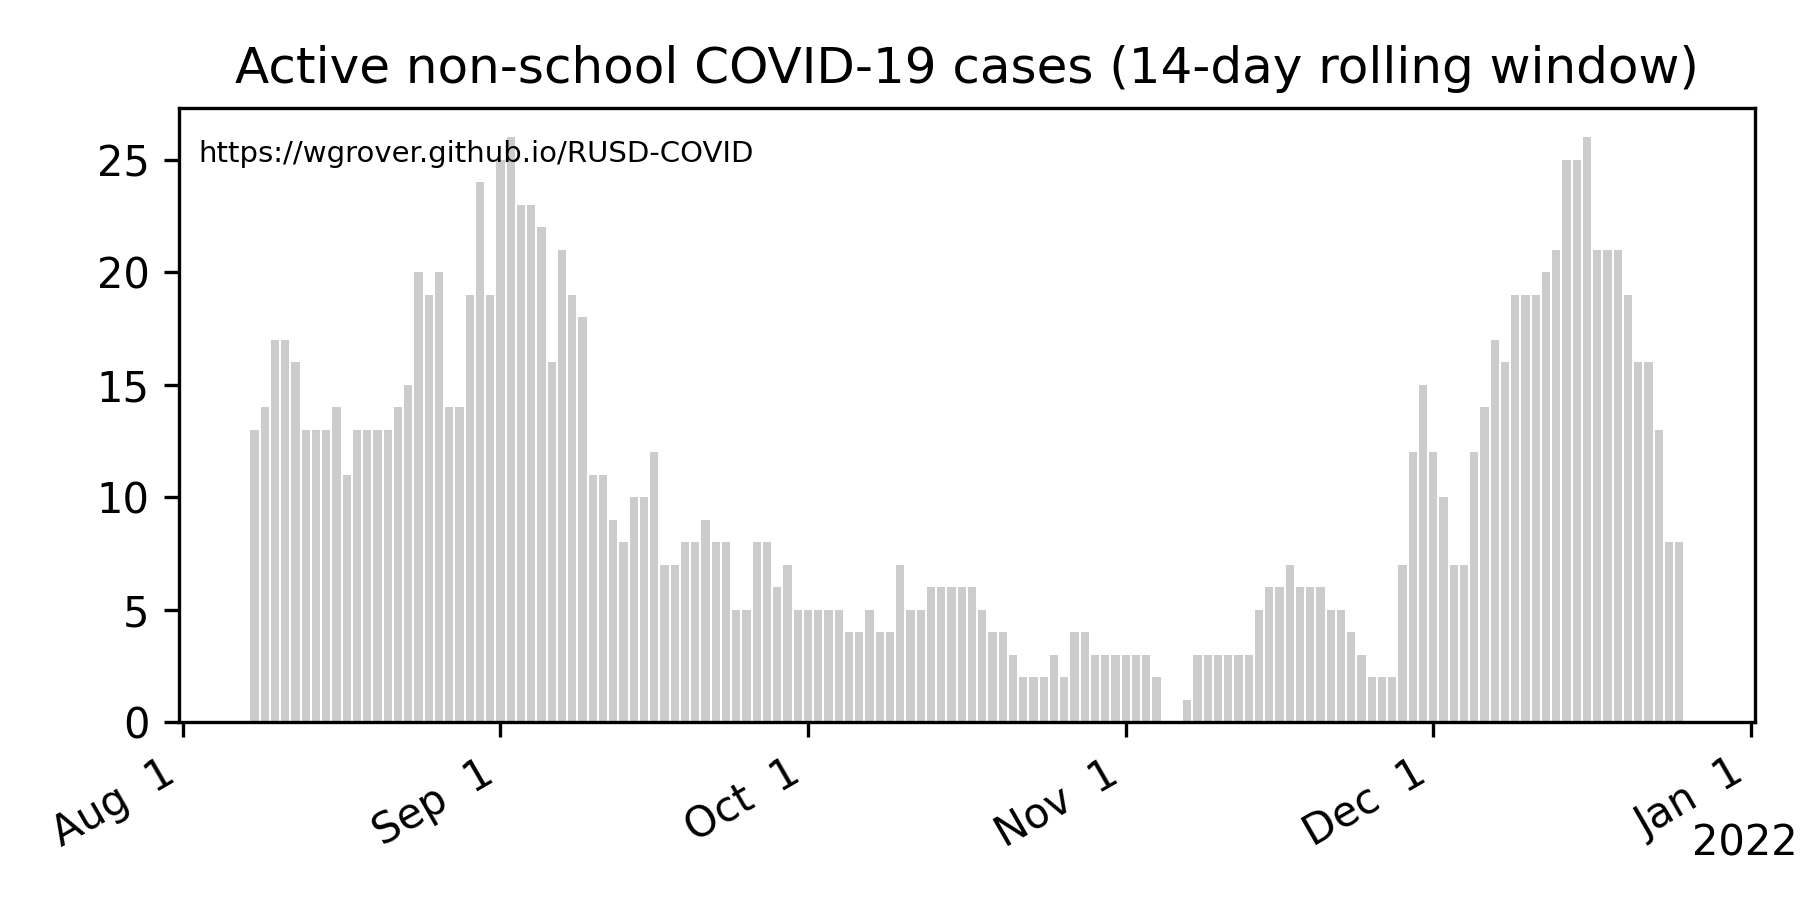 Active non-school COVID-19 cases (14-day rolling window)
https://wgrover.github.io/RUSD-COVID
25
20
15
10
5
0
Aug 1
Sep 1
Oct 1
Nov 1
Dec 1
Jan 1
2022